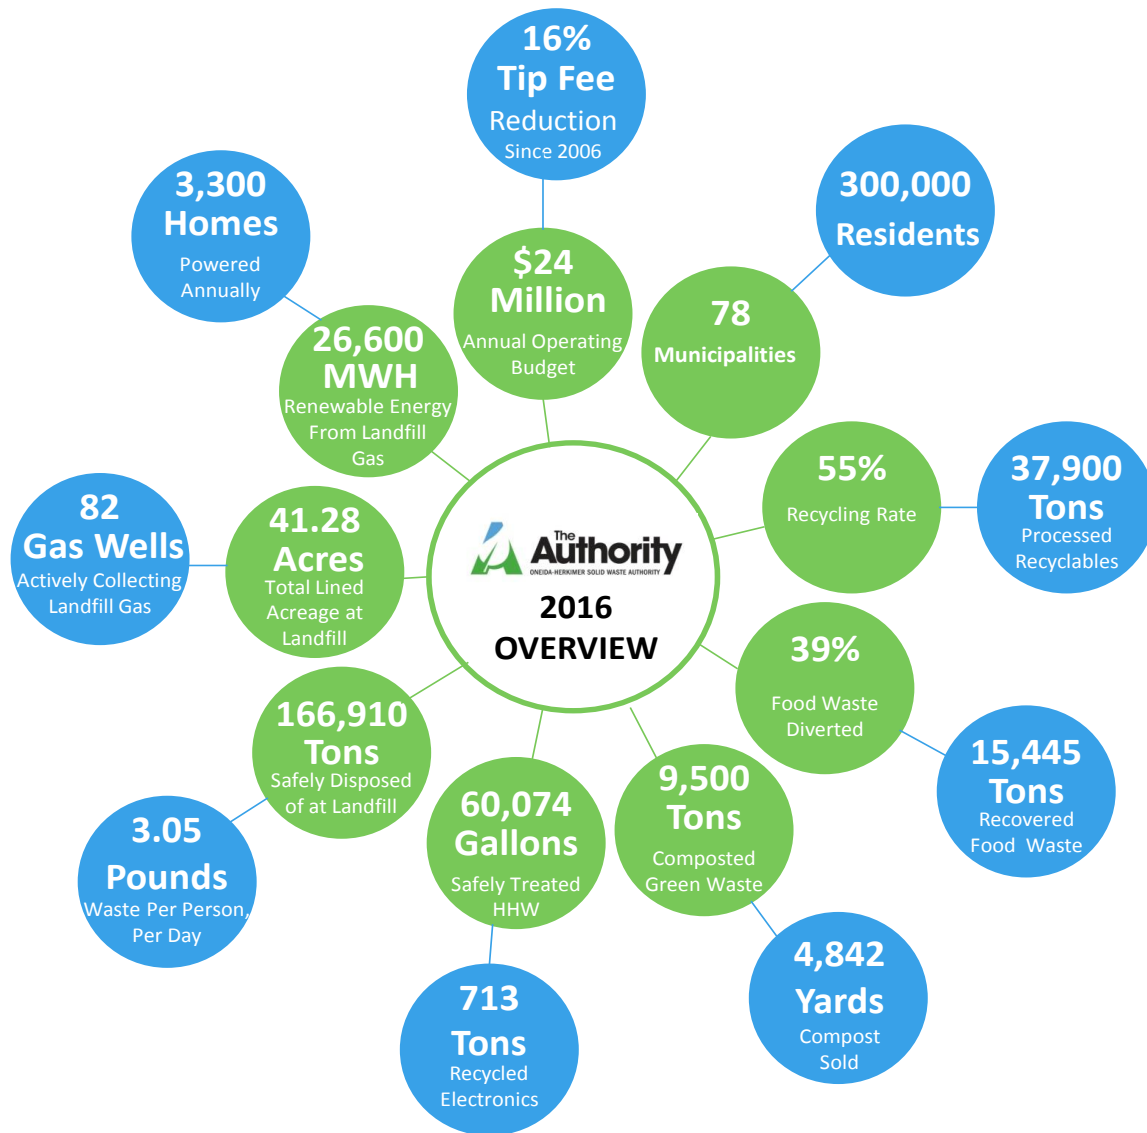 16%
Tip Fee
Reduction
Since 2006
300,000
Residents
3,300
Homes
Powered
Annually
$24
Million
Annual Operating
Budget
78
Municipalities
26,600
MWH
Renewable Energy
From Landfill
Gas
55%
Recycling Rate
37,900
Tons
Processed
Recyclables
82
Gas Wells
Actively Collecting
Landfill Gas
41.28
Acres
Total Lined
Acreage at
Landfill
The
Authority
ONEIDA-HERKIMER SOLID WASTE AUTHORITY
2016
OVERVIEW
39%
Food Waste
Diverted
15,445
Tons
Recovered
Food Waste
166,910
Tons
Safely Disposed
of at Landfill
3.05
Pounds
Waste Per Person,
Per Day
60,074
Gallons
Safely Treated
HHW
713
Tons
Recycled
Electronics
9,500
Tons
Composted
Green Waste
4,842
Yards
Compost
Sold